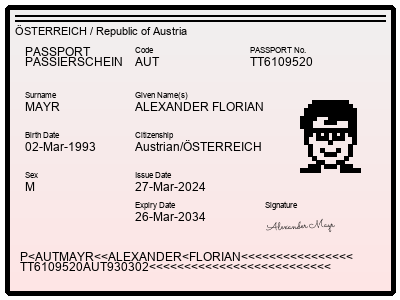 ÖSTERREICH / Republic of Austria
PASSPORT
PASSIERSCHEIN
Code
AUT
PASSPORT No.
TT6109520
Surname
MAYR
Given Name(s)
ALEXANDER FLORIAN
Birth Date
02-Mar-1993
Citizenship
Austrian/ÖSTERREICH
Sex
M
Issue Date
27-Mar-2024
Expiry Date
26-Mar-2034
Signature
Alexander Mayr
P<AUTMAYR<<ALEXANDER<FLORIAN<<<<<<<<<<<<<<<<
TT6109520AUT930302<<<<<<<<<<<<<<<<<<<<<<<<<<